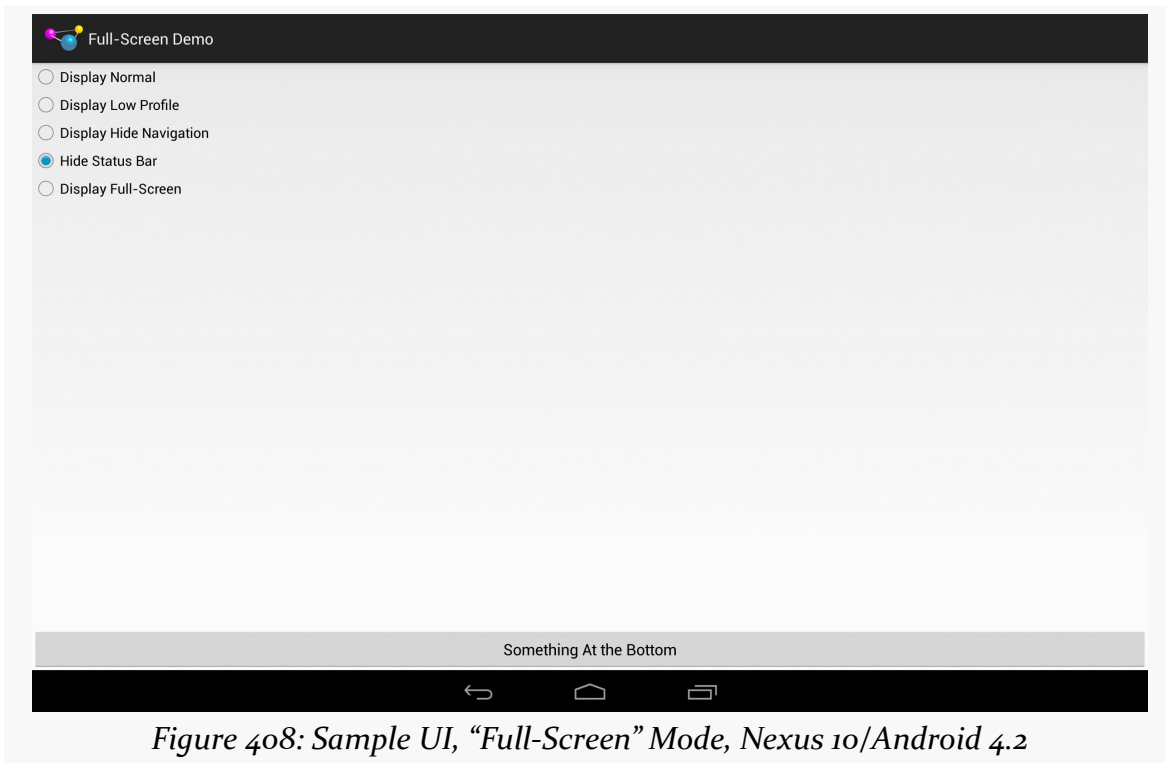 Full-Screen Demo
Display Normal
Display Low Profile
Display Hide Navigation
Hide Status Bar
Display Full-Screen
Something At the Bottom
Figure 408: Sample UI, “Full-Screen” Mode, Nexus 10/Android 4.2